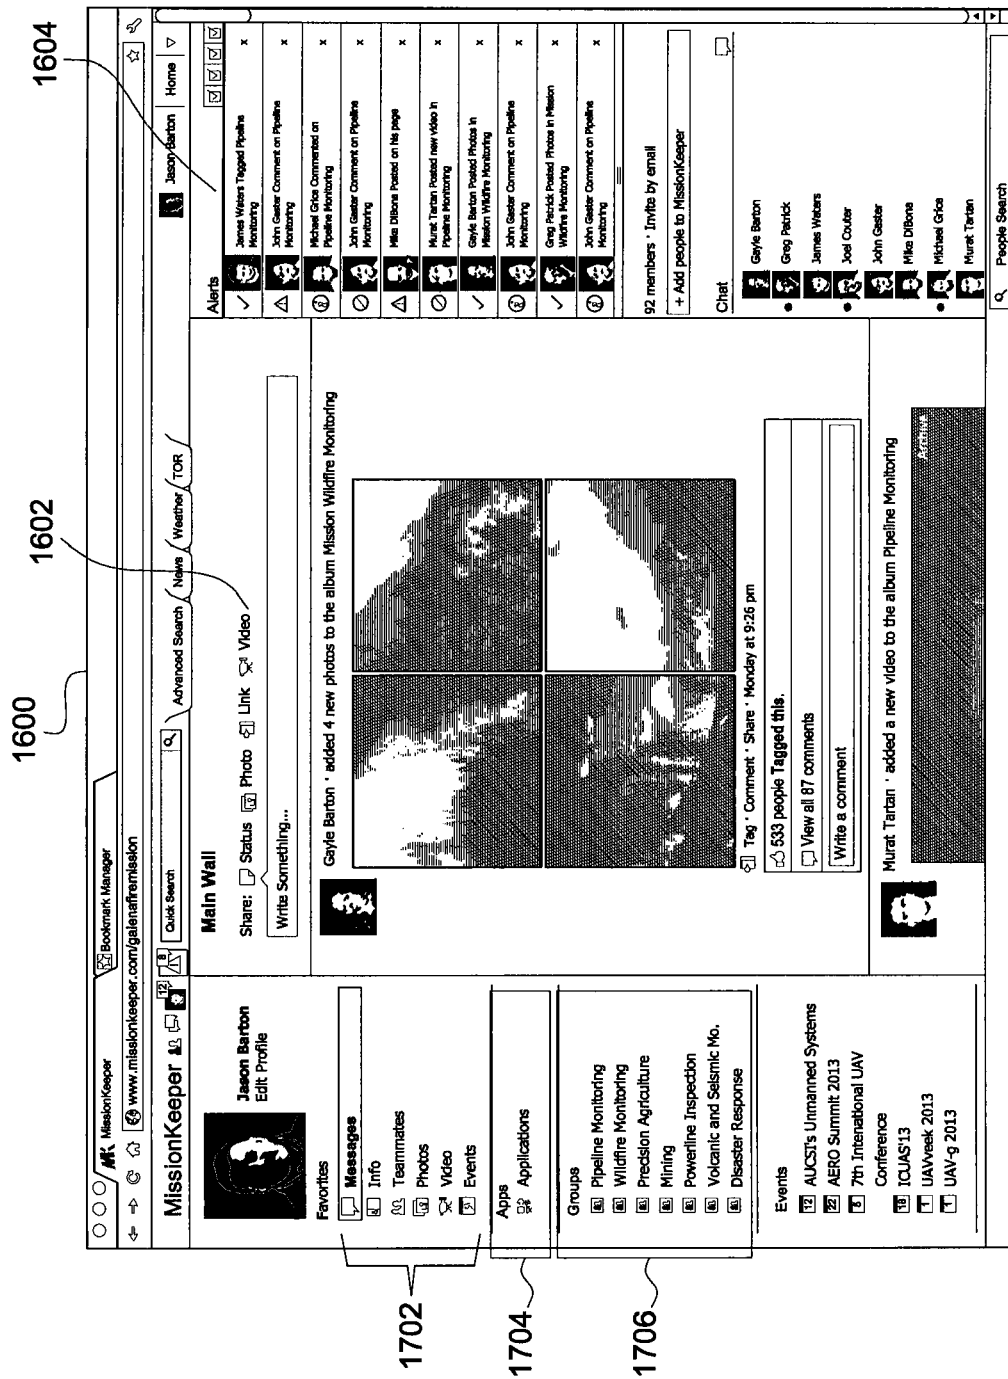 1600
1602
1604
MissionKeeper
Bookmark Manager
www.missionkeeper.com/galenafiremission
MissionKeeper
12
8
Quick Search
Advanced Search
News
Weather
TOR
Jason Barton
Home
Jason Barton
Edit Profile
Favorites
Messages
Info
Teammates
Photos
Video
Events
1702
Apps
Applications
1704
Groups
Pipeline Monitoring
Wildfire Monitoring
Precision Agriculture
Mining
Powerline Inspection
Volcanic and Seismic Mo.
Disaster Response
1706
Events
12 AUCSTs Unmanned Systems
22 AERO Summit 2013
5 7th Intenational UAV
Conference
18 ICUAS'13
1 UAVveek 2013
1 UAV-g 2013
Main Wall
Share: Status Photo Link Video
Write Something...
Gayle Barton · added 4 new photos to the album Mission Wildfire Monitoring
Tag · Comment · Share · Monday at 9:26 pm
533 people Tagged this.
View all 87 comments
Write a comment
Murat Tartan · added a new video to the album Pipeline Monitoring
Archive
Alerts
James Waters Tagged Pipeline
Monitoring
x
John Gaster Comment on Pipeline
Monitoring
x
Michael Grice Commented on
Pipeline Monitoring
x
John Gaster Comment on Pipeline
Monitoring
x
Mike DiBona Posted on his page
x
Murat Tartan Posted new video in
Pipeline Monitoring
x
Gayle Barton Posted Photos in
Mission Wildfire Monitoring
x
John Gaster Comment on Pipeline
Monitoring
x
Greg Patrick Posted Photos in Mission
Wildfire Monitoring
x
John Gaster Comment on Pipeline
Monitoring
x
92 members · Invite by email
+ Add people to MissionKeeper
Chat
Gayle Barton
Greg Patrick
James Waters
Joel Couter
John Gaster
Mike DiBona
Michael Grice
Murat Tartan
People Search